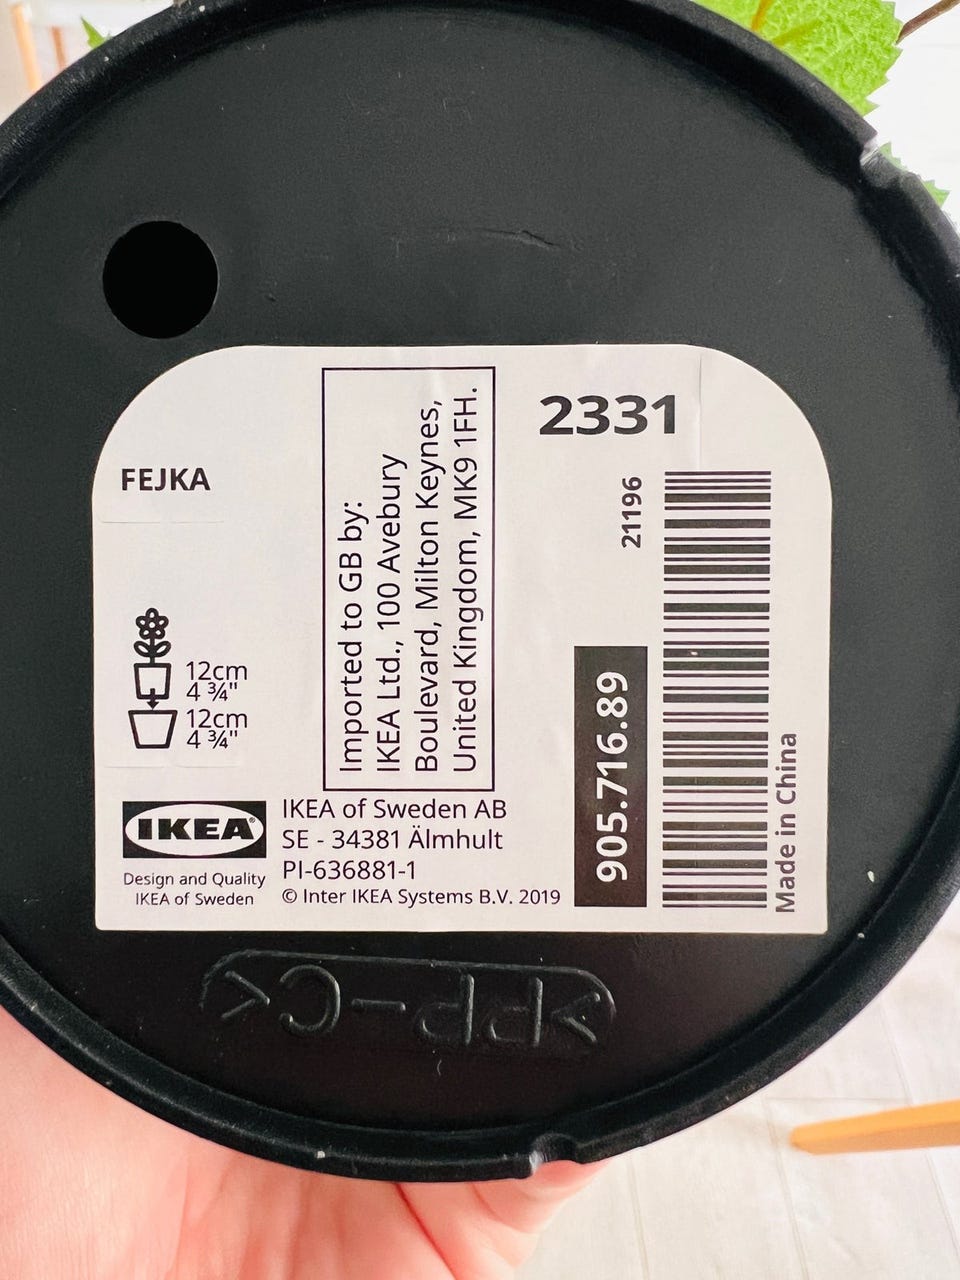 FEJKA
12cm
4 ¾"
12cm
4 ¾"
Imported to GB by:
IKEA Ltd., 100 Avebury
Boulevard, Milton Keynes,
United Kingdom, MK9 1FH.
2331
21196
905.716.89
Made in China
IKEA®
Design and Quality
IKEA of Sweden
IKEA of Sweden AB
SE - 34381 Älmhult
PI-636881-1
© Inter IKEA Systems B.V. 2019
>PP-C<